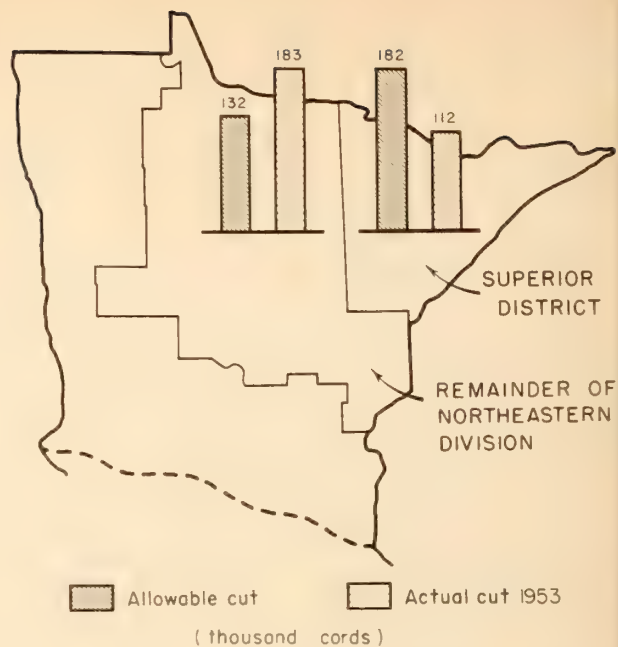 132
183
182
112
SUPERIOR
DISTRICT
REMAINDER OF
NORTHEASTERN
DIVISION
Allowable cut
Actual cut 1953
(thousand cords)